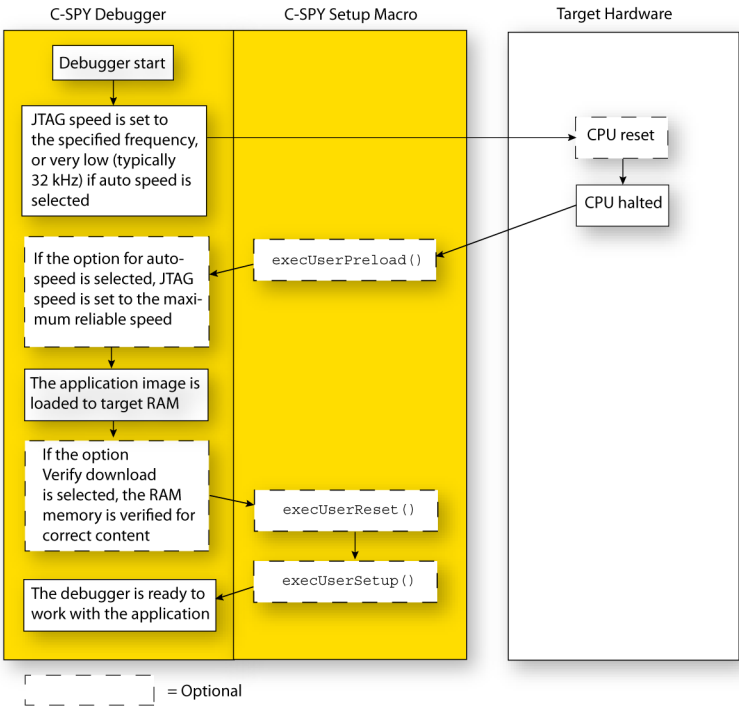 C-SPY Debugger
C-SPY Setup Macro
Target Hardware
Debugger start
JTAG speed is set to
the specified frequency,
or very low (typically
32 kHz) if auto speed is
selected
CPU reset
CPU halted
execUserPreload()
If the option for auto-
speed is selected, JTAG
speed is set to the maxi-
mum reliable speed
The application image is
loaded to target RAM
If the option
Verify download
is selected, the RAM
memory is verified for
correct content
execUserReset()
execUserSetup()
The debugger is ready to
work with the application
= Optional